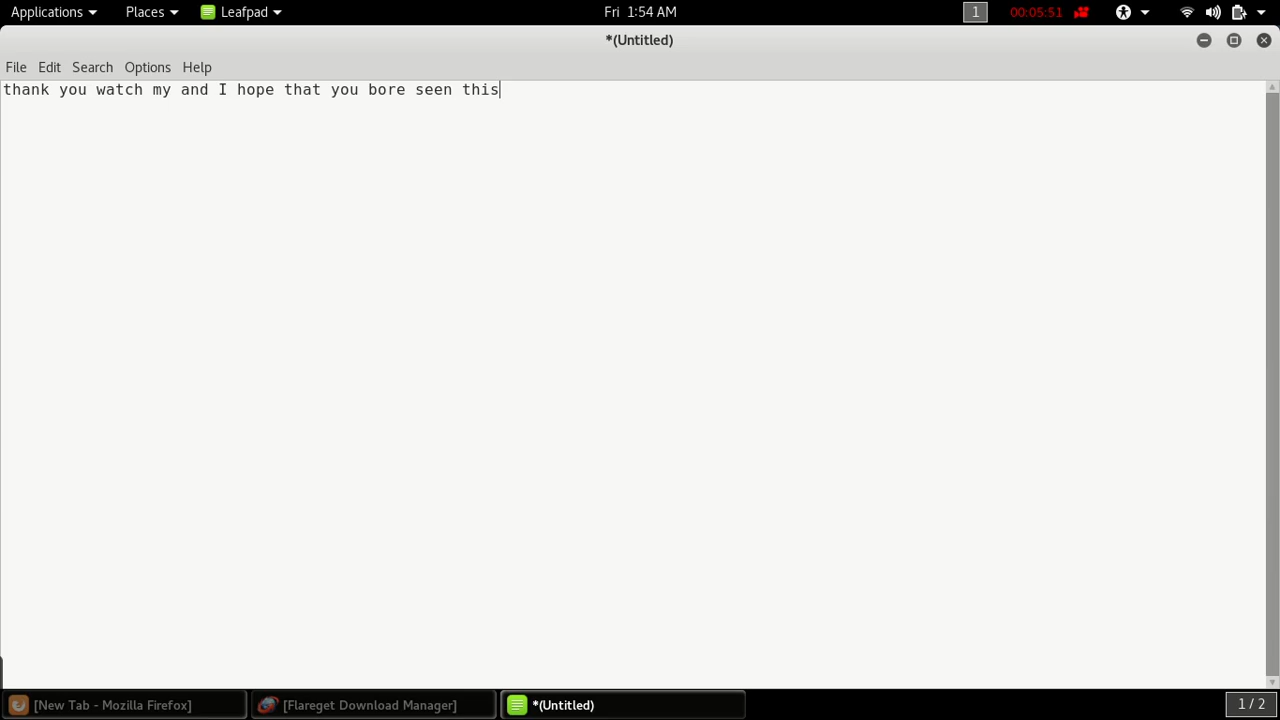 Applications Places Leafpad Fri 1:54 AM 1 00:05:51
*(Untitled)
File Edit Search Options Help
thank you watch my and I hope that you bore seen this
[New Tab - Mozilla Firefox] [Flareget Download Manager] *(Untitled) 1 / 2